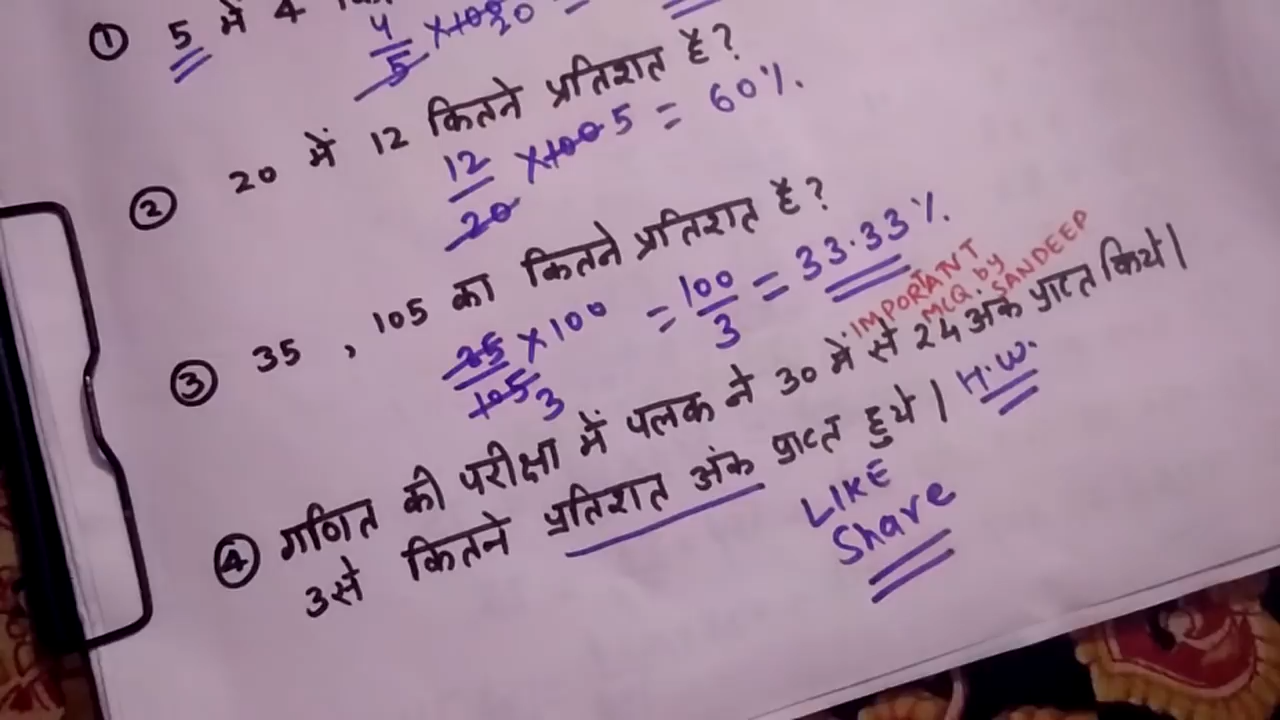 ① 5 में 4
4/5 × 100 20 =
② 20 में 12 कितने प्रतिशत है?
12/20 × 100 5 = 60%.
③ 35 , 105 का कितने प्रतिशत है?
35/105 3 × 100 = 100/3 = 33.33%.
IMPORTANT
MCQ. by
SANDEEP
④ गणित की परीक्षा में पलक ने 30 में से 24 अंक प्राप्त किये।
उसे कितने प्रतिशत अंक प्राप्त हुये। H.W.
LIKE
Share